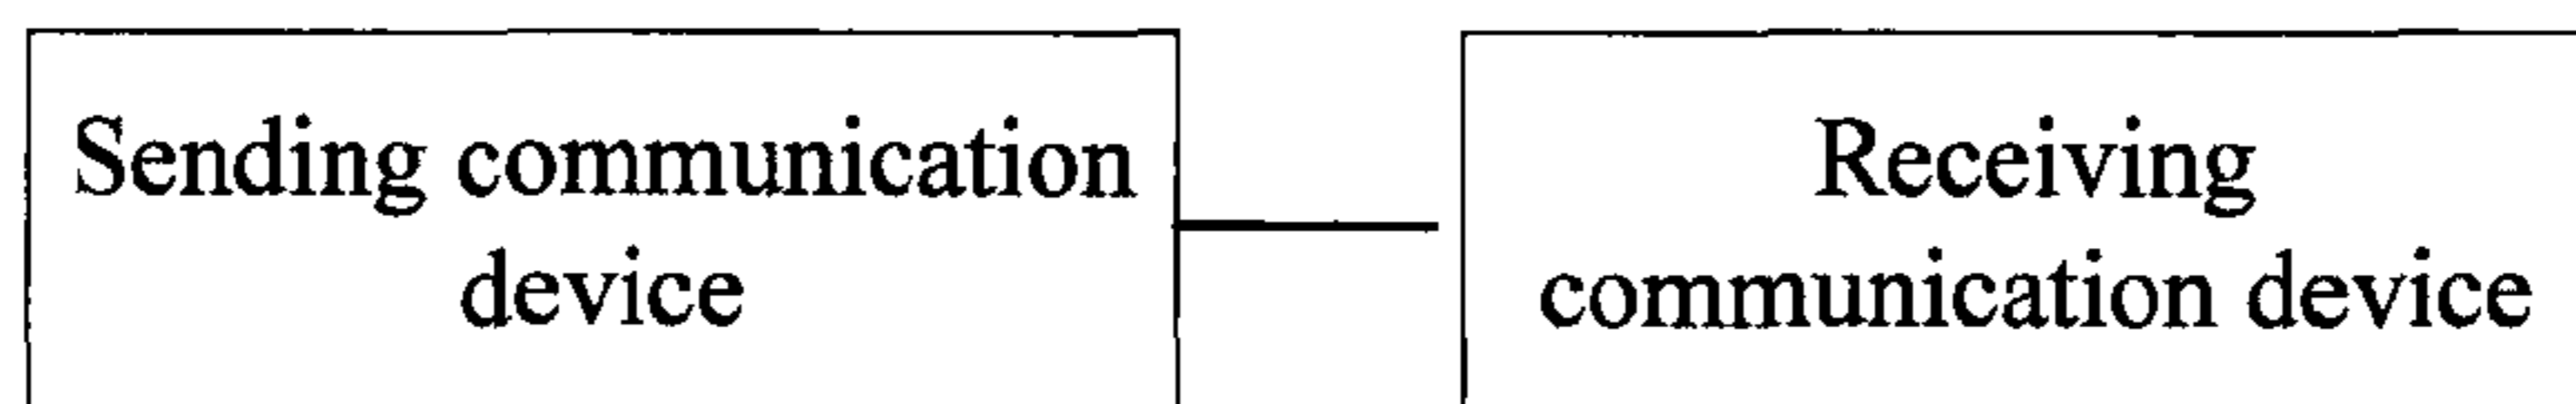 Sending communication
device
Receiving
communication device